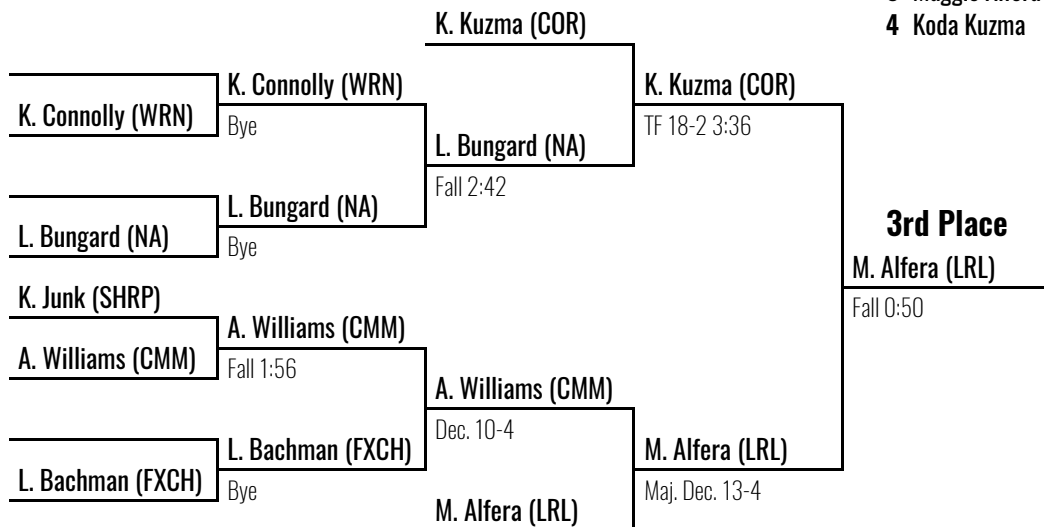 K. Kuzma (COR)
4 Koda Kuzma
K. Connolly (WRN)
K. Kuzma (COR)
K. Connolly (WRN)
Bye
TF 18-2 3:36
L. Bungard (NA)
Fall 2:42
L. Bungard (NA)
L. Bungard (NA)
Bye
3rd Place
M. Alfera (LRL)
Fall 0:50
K. Junk (SHRP)
A. Williams (CMM)
A. Williams (CMM)
Fall 1:56
A. Williams (CMM)
Dec. 10-4
L. Bachman (FXCH)
M. Alfera (LRL)
L. Bachman (FXCH)
Bye
Maj. Dec. 13-4
M. Alfera (LRL)